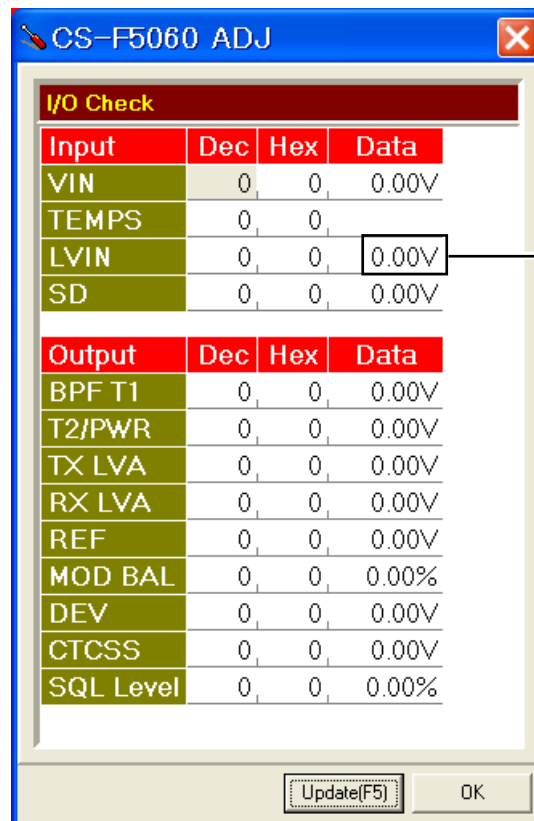 CS-F5060 ADJ
I/O Check
Input Dec Hex Data
VIN 0 0 0.00V
TEMPS 0 0
LVIN 0 0 0.00V
SD 0 0 0.00V
Output Dec Hex Data
BPF T1 0 0 0.00V
T2/PWR 0 0 0.00V
TX LVA 0 0 0.00V
RX LVA 0 0 0.00V
REF 0 0 0.00V
MOD BAL 0 0 0.00%
DEV 0 0 0.00V
CTCSS 0 0 0.00V
SQL Level 0 0 0.00%
Update(F5) OK